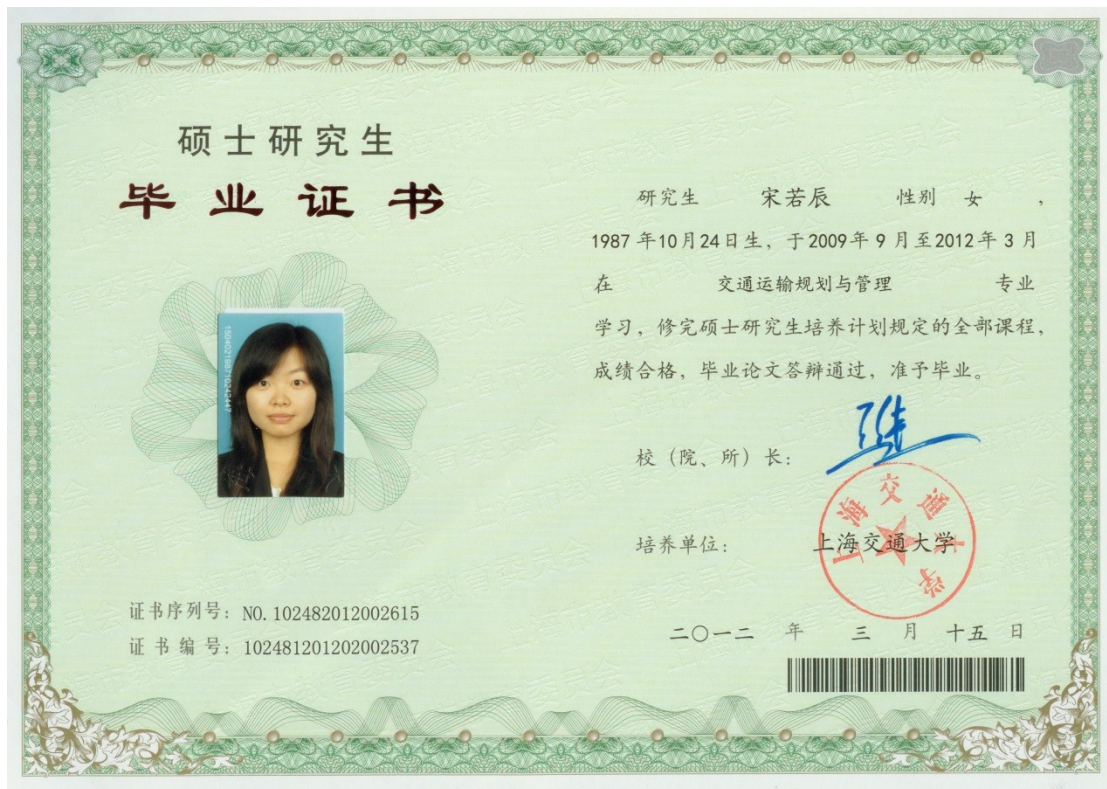 硕士研究生
毕业证书
证书序列号：NO. 102482012002615
证 书 编 号：102481201202002537
研究生 宋若辰 性别 女 ，
1987 年10月24日生，于2009年 9 月至2012年 3 月
在 交通运输规划与管理 专业
学习，修完硕士研究生培养计划规定的全部课程，
成绩合格，毕业论文答辩通过，准予毕业。
校（院、所）长：
培养单位： 上海交通大学
上海交通大学
二〇一二 年 三 月 十五 日